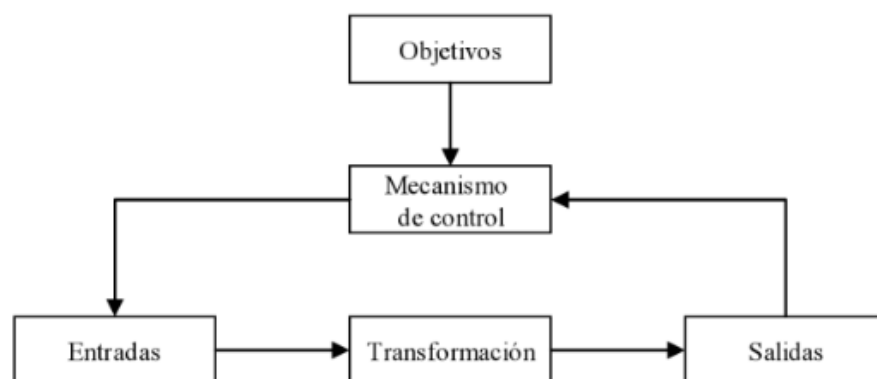 Objetivos
Mecanismo
de control
Entradas
Transformación
Salidas